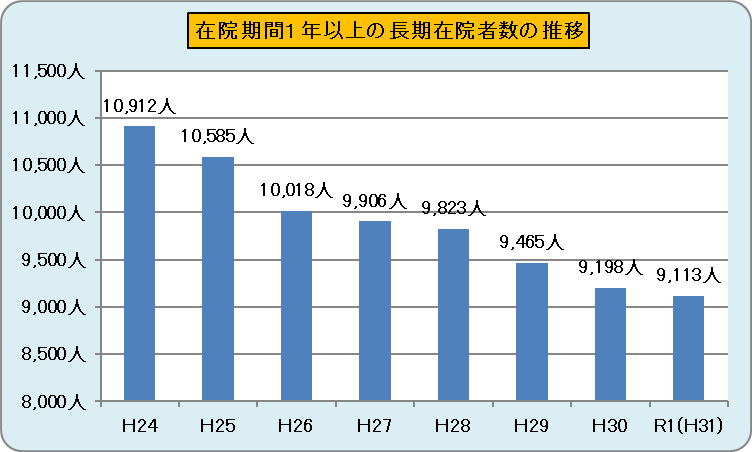 在院期間1年以上の長期在院者数の推移
11,500人
11,000人
10,500人
10,000人
9,500人
9,000人
8,500人
8,000人
10,912人
10,585人
10,018人
9,906人
9,823人
9,465人
9,198人
9,113人
H24 H25 H26 H27 H28 H29 H30 R1(H31)